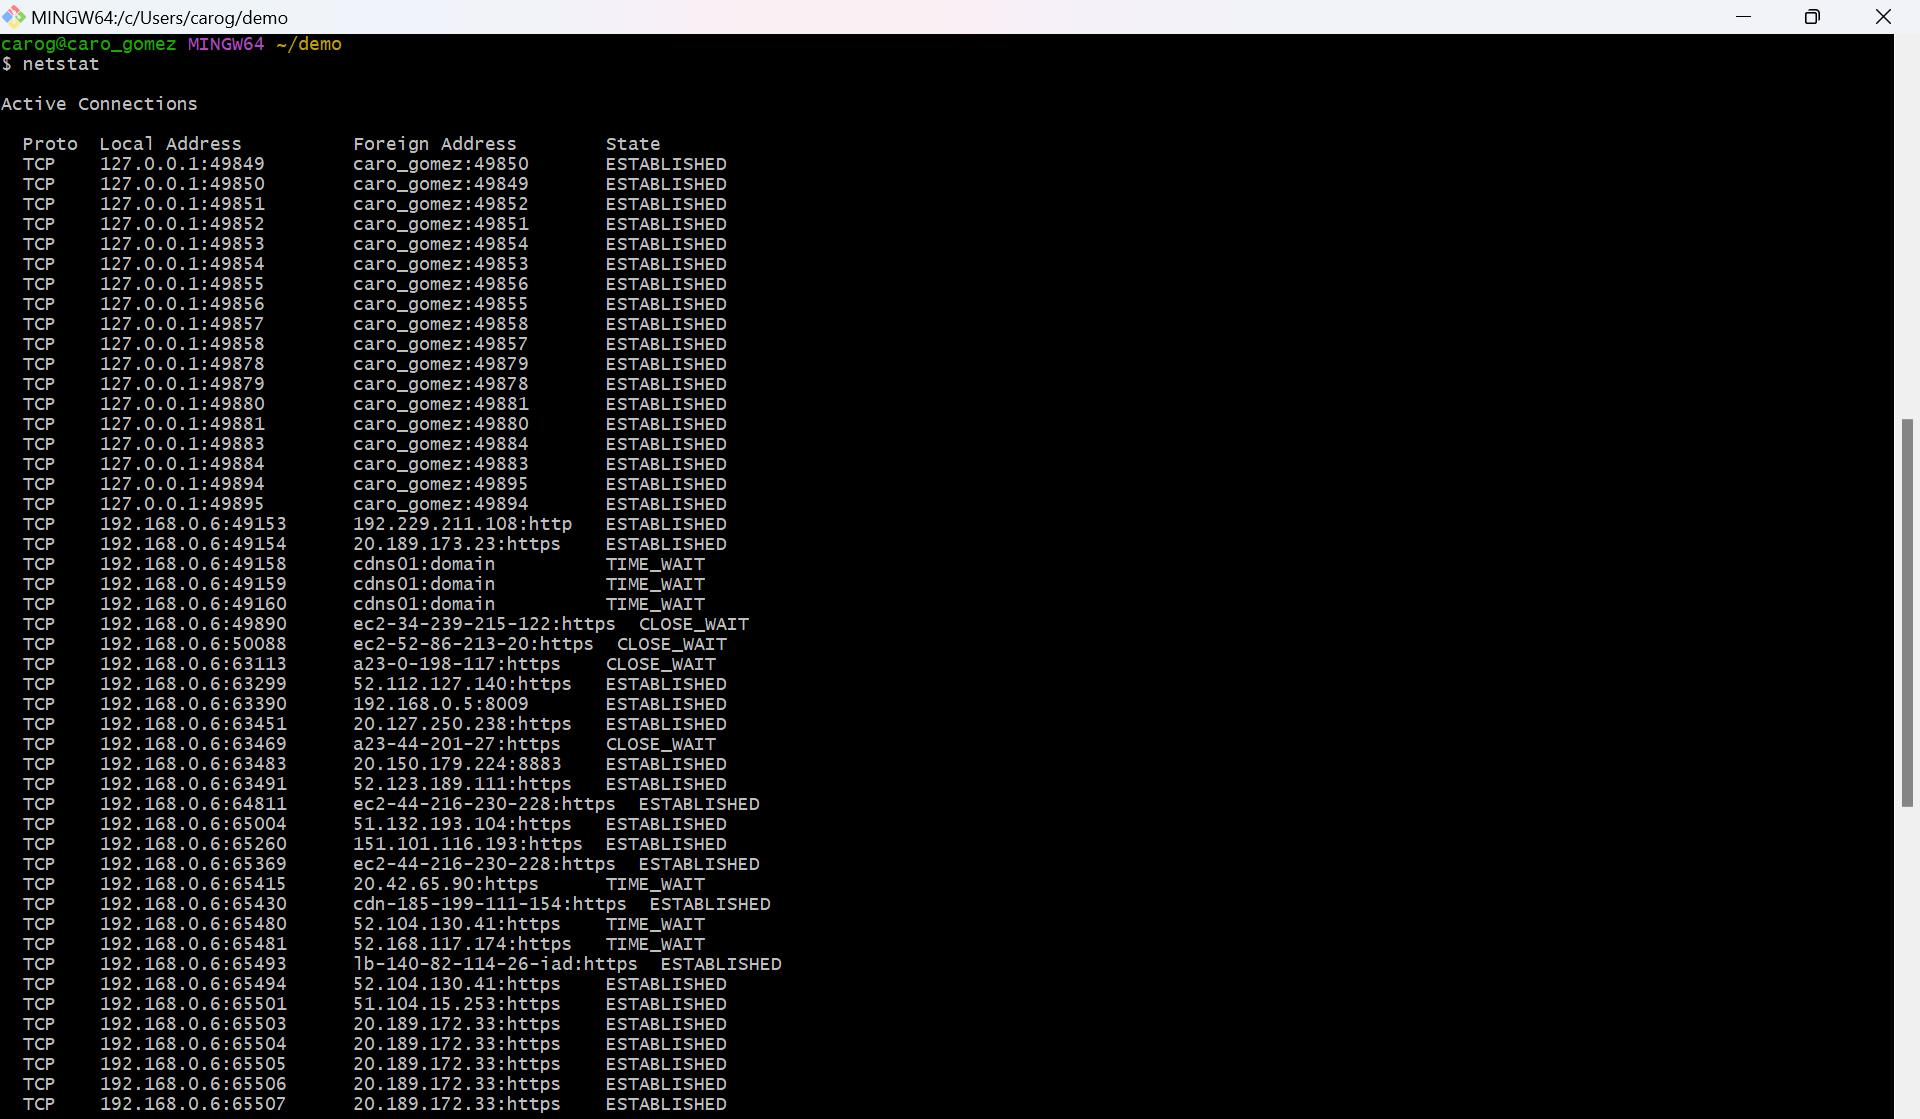 MINGW64:/c/Users/carog/demo
carog@caro_gomez MINGW64 ~/demo
$ netstat
Active Connections
Proto  Local Address          Foreign Address        State
TCP    127.0.0.1:49849        caro_gomez:49850       ESTABLISHED
TCP    127.0.0.1:49850        caro_gomez:49849       ESTABLISHED
TCP    127.0.0.1:49851        caro_gomez:49852       ESTABLISHED
TCP    127.0.0.1:49852        caro_gomez:49851       ESTABLISHED
TCP    127.0.0.1:49853        caro_gomez:49854       ESTABLISHED
TCP    127.0.0.1:49854        caro_gomez:49853       ESTABLISHED
TCP    127.0.0.1:49855        caro_gomez:49856       ESTABLISHED
TCP    127.0.0.1:49856        caro_gomez:49855       ESTABLISHED
TCP    127.0.0.1:49857        caro_gomez:49858       ESTABLISHED
TCP    127.0.0.1:49858        caro_gomez:49857       ESTABLISHED
TCP    127.0.0.1:49878        caro_gomez:49879       ESTABLISHED
TCP    127.0.0.1:49879        caro_gomez:49878       ESTABLISHED
TCP    127.0.0.1:49880        caro_gomez:49881       ESTABLISHED
TCP    127.0.0.1:49881        caro_gomez:49880       ESTABLISHED
TCP    127.0.0.1:49883        caro_gomez:49884       ESTABLISHED
TCP    127.0.0.1:49884        caro_gomez:49883       ESTABLISHED
TCP    127.0.0.1:49894        caro_gomez:49895       ESTABLISHED
TCP    127.0.0.1:49895        caro_gomez:49894       ESTABLISHED
TCP    192.168.0.6:49153      192.229.211.108:http   ESTABLISHED
TCP    192.168.0.6:49154      20.189.173.23:https    ESTABLISHED
TCP    192.168.0.6:49158      cdns01:domain          TIME_WAIT
TCP    192.168.0.6:49159      cdns01:domain          TIME_WAIT
TCP    192.168.0.6:49160      cdns01:domain          TIME_WAIT
TCP    192.168.0.6:49890      ec2-34-239-215-122:https  CLOSE_WAIT
TCP    192.168.0.6:50088      ec2-52-86-213-20:https  CLOSE_WAIT
TCP    192.168.0.6:63113      a23-0-198-117:https    CLOSE_WAIT
TCP    192.168.0.6:63299      52.112.127.140:https   ESTABLISHED
TCP    192.168.0.6:63390      192.168.0.5:8009       ESTABLISHED
TCP    192.168.0.6:63451      20.127.250.238:https   ESTABLISHED
TCP    192.168.0.6:63469      a23-44-201-27:https    CLOSE_WAIT
TCP    192.168.0.6:63483      20.150.179.224:8883    ESTABLISHED
TCP    192.168.0.6:63491      52.123.189.111:https   ESTABLISHED
TCP    192.168.0.6:64811      ec2-44-216-230-228:https  ESTABLISHED
TCP    192.168.0.6:65004      51.132.193.104:https   ESTABLISHED
TCP    192.168.0.6:65260      151.101.116.193:https  ESTABLISHED
TCP    192.168.0.6:65369      ec2-44-216-230-228:https  ESTABLISHED
TCP    192.168.0.6:65415      20.42.65.90:https      TIME_WAIT
TCP    192.168.0.6:65430      cdn-185-199-111-154:https  ESTABLISHED
TCP    192.168.0.6:65480      52.104.130.41:https    TIME_WAIT
TCP    192.168.0.6:65481      52.168.117.174:https   TIME_WAIT
TCP    192.168.0.6:65493      lb-140-82-114-26-iad:https  ESTABLISHED
TCP    192.168.0.6:65494      52.104.130.41:https    ESTABLISHED
TCP    192.168.0.6:65501      51.104.15.253:https    ESTABLISHED
TCP    192.168.0.6:65503      20.189.172.33:https    ESTABLISHED
TCP    192.168.0.6:65504      20.189.172.33:https    ESTABLISHED
TCP    192.168.0.6:65505      20.189.172.33:https    ESTABLISHED
TCP    192.168.0.6:65506      20.189.172.33:https    ESTABLISHED
TCP    192.168.0.6:65507      20.189.172.33:https    ESTABLISHED